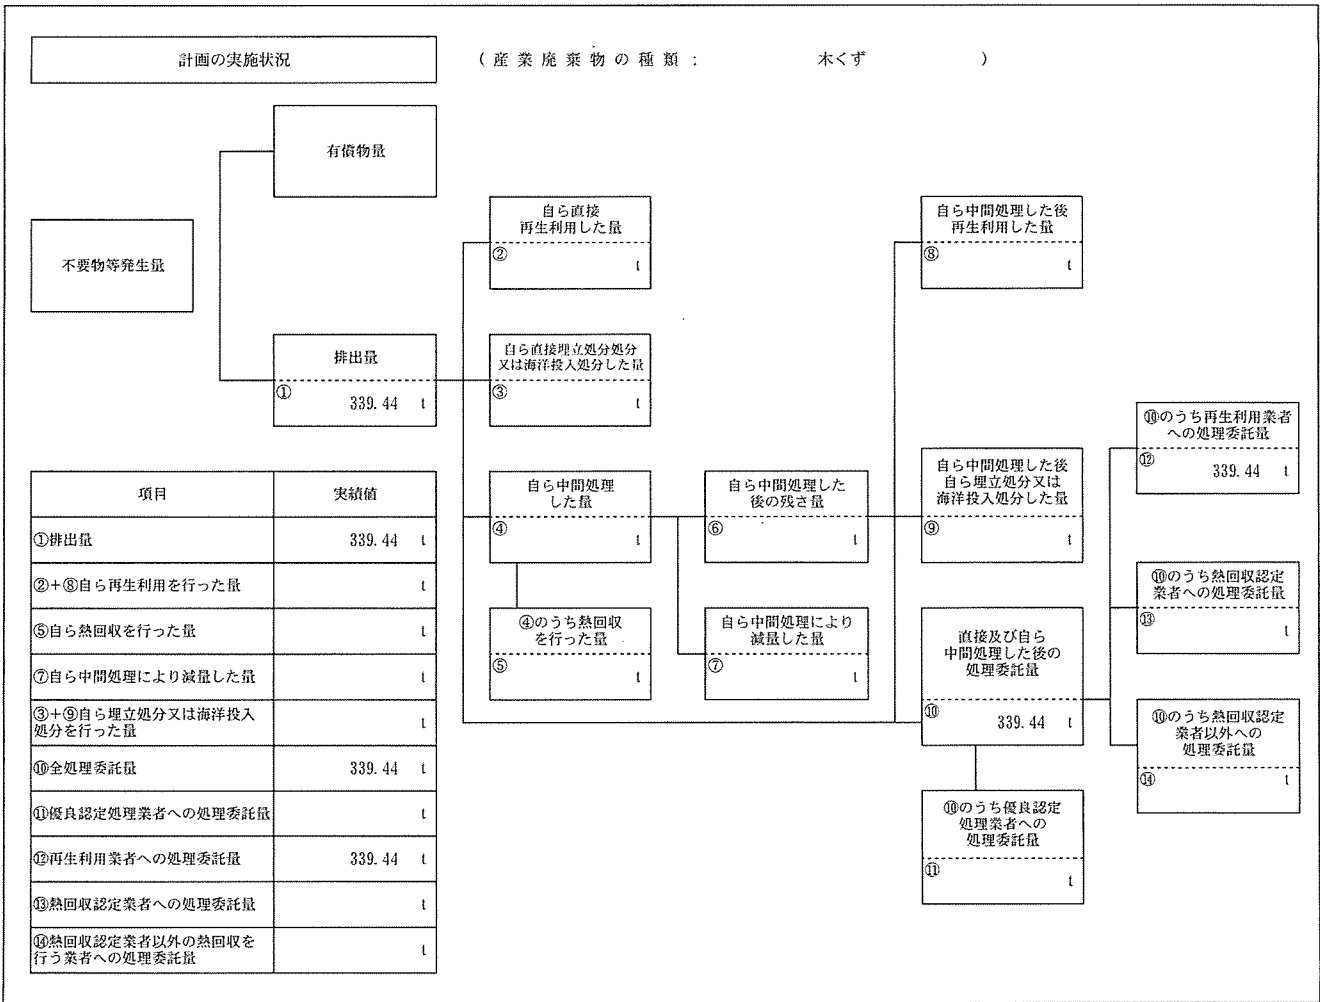 計画の実施状況
(産業廃棄物の種類: 木くず )
有償物量
不要物等発生量
排出量
① 339.44 t
自ら直接
再生利用した量
② t
自ら直接埋立処分処分
又は海洋投入処分した量
③ t
自ら中間処理
した量
④ t
④のうち熱回収
を行った量
⑤ t
自ら中間処理した
後の残さ量
⑥ t
自ら中間処理により
減量した量
⑦ t
自ら中間処理した後
再生利用した量
⑧ t
自ら中間処理した後
自ら埋立処分又は
海洋投入処分した量
⑨ t
直接及び自ら
中間処理した後の
処理委託量
⑩ 339.44 t
⑩のうち優良認定
処理業者への
処理委託量
⑪ t
⑩のうち再生利用業者
への処理委託量
⑫ 339.44 t
⑩のうち熱回収認定
業者への処理委託量
⑬ t
⑩のうち熱回収認定
業者以外への
処理委託量
⑭ t
項目 実績値
①排出量 339.44 t
②+⑧自ら再生利用を行った量 t
⑤自ら熱回収を行った量 t
⑦自ら中間処理により減量した量 t
③+⑨自ら埋立処分又は海洋投入
処分を行った量 t
⑩全処理委託量 339.44 t
⑪優良認定処理業者への処理委託量 t
⑫再生利用業者への処理委託量 339.44 t
⑬熱回収認定業者への処理委託量 t
⑭熱回収認定業者以外の熱回収を
行う業者への処理委託量 t